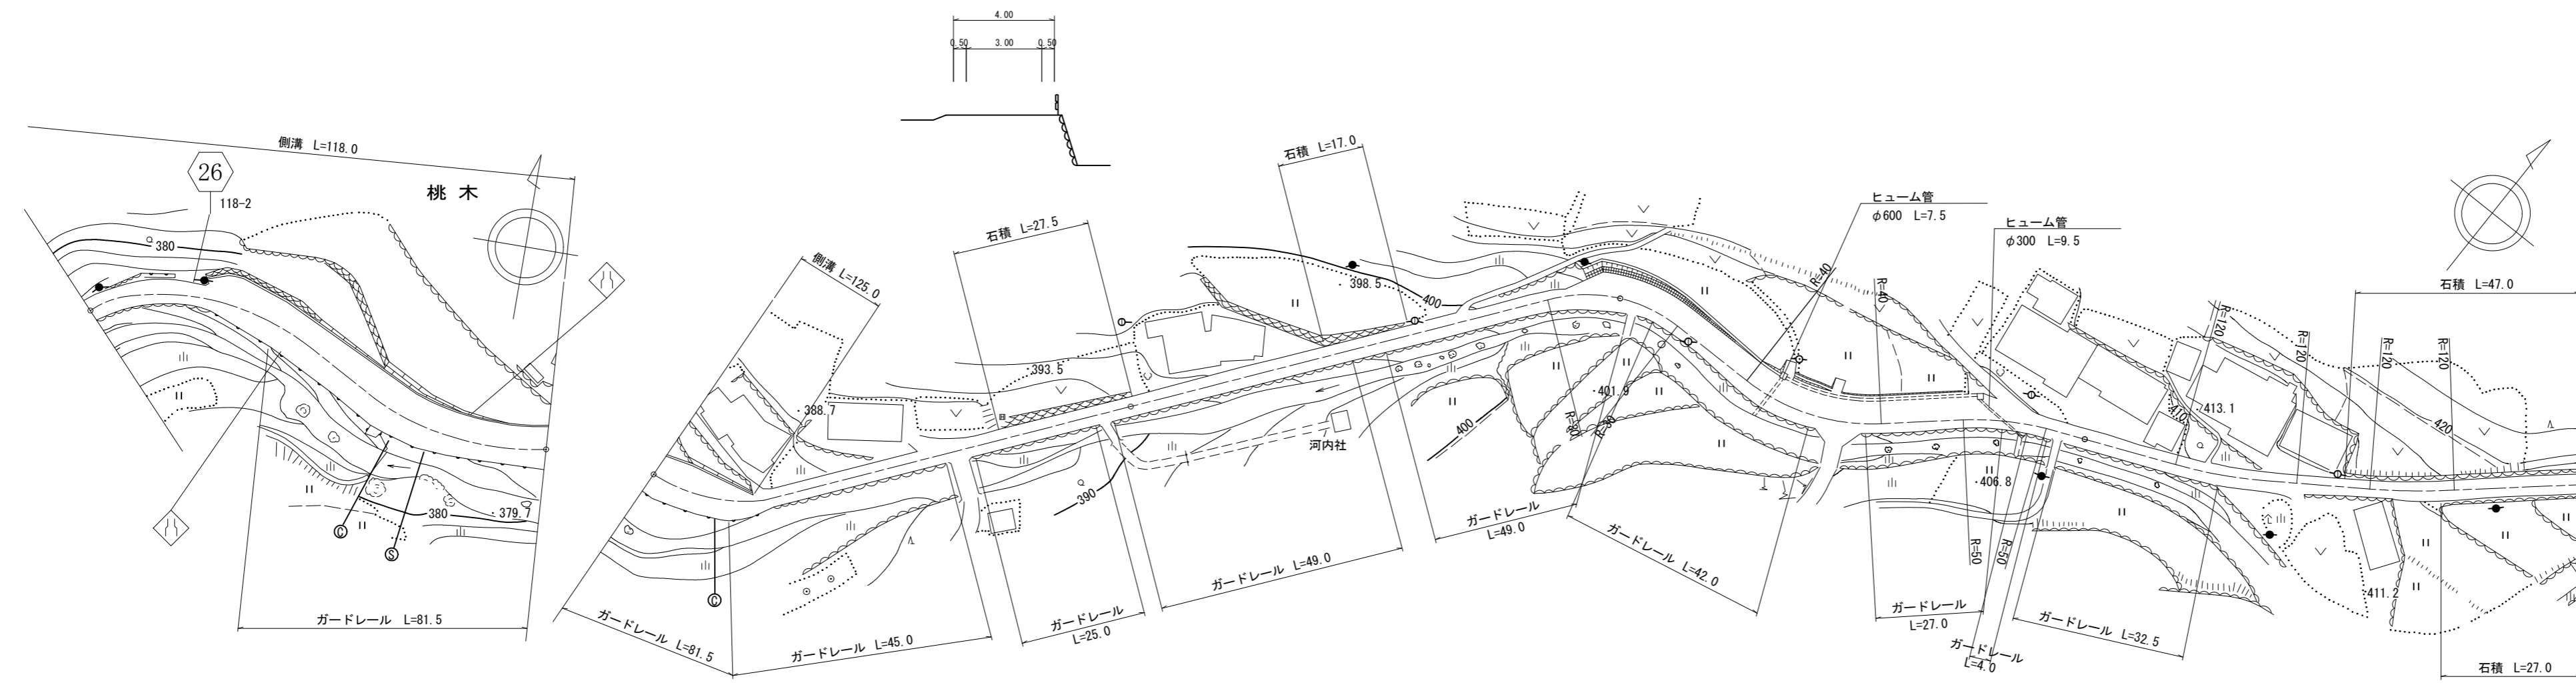 4.00
0.50
3.00
0.50
側溝 L=118.0
26
118-2
桃木
380
380
379.7
C
S
ガードレール L=81.5
側溝 L=125.0
388.7
C
ガードレール L=81.5
ガードレール L=45.0
石積 L=27.5
393.5
390
ガードレール
L=25.0
ガードレール L=49.0
河内社
石積 L=17.0
398.5
400
400
401.9
R=30
R=30
ガードレール
L=49.0
ガードレール L=42.0
ヒューム管
φ600 L=7.5
R=40
R=40
ヒューム管
φ300 L=9.5
406.8
R=50
R=50
ガードレール
L=27.0
ガードレール
L=4.0
ガードレール L=32.5
410
413.1
R=120
R=120
R=120
R=120
石積 L=47.0
420
411.2
石積 L=27.0